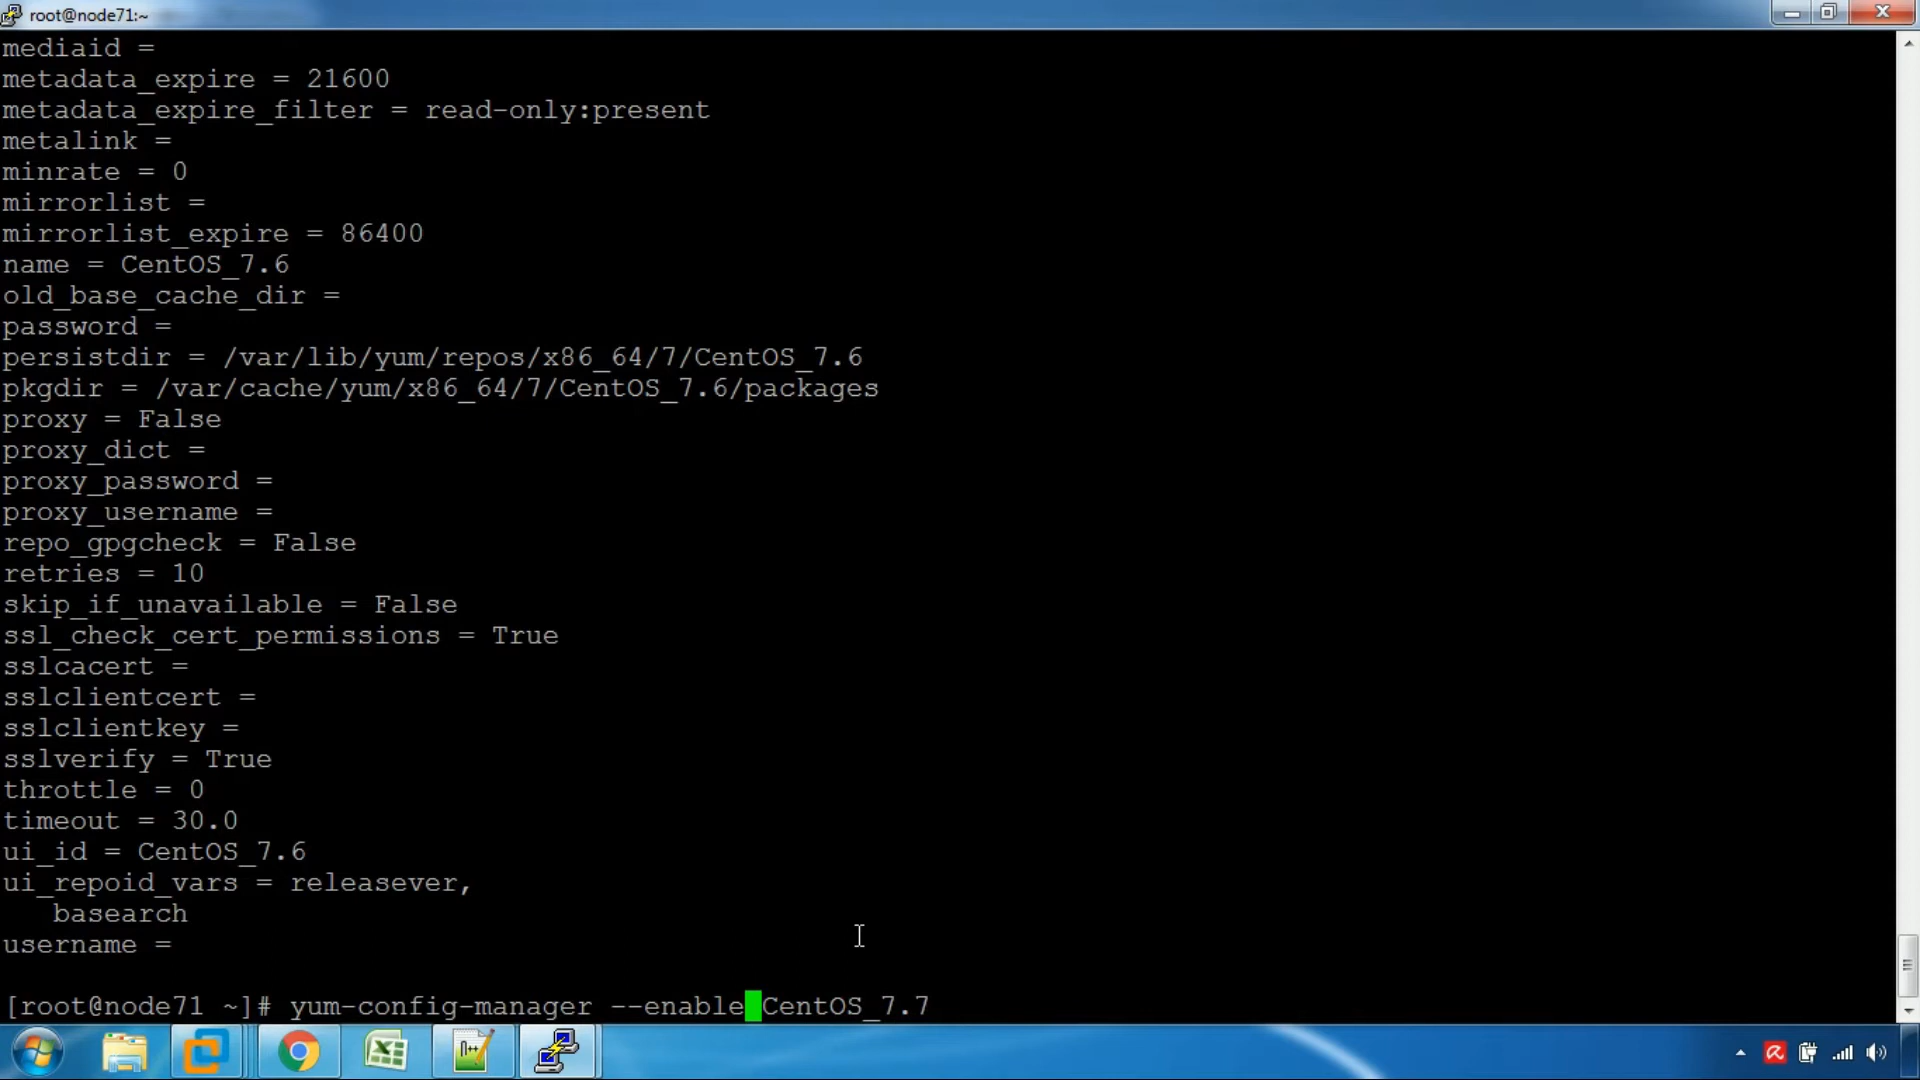 root@node71:~
mediaid =
metadata_expire = 21600
metadata_expire_filter = read-only:present
metalink =
minrate = 0
mirrorlist =
mirrorlist_expire = 86400
name = CentOS_7.6
old_base_cache_dir =
password =
persistdir = /var/lib/yum/repos/x86_64/7/CentOS_7.6
pkgdir = /var/cache/yum/x86_64/7/CentOS_7.6/packages
proxy = False
proxy_dict =
proxy_password =
proxy_username =
repo_gpgcheck = False
retries = 10
skip_if_unavailable = False
ssl_check_cert_permissions = True
sslcacert =
sslclientcert =
sslclientkey =
sslverify = True
throttle = 0
timeout = 30.0
ui_id = CentOS_7.6
ui_repoid_vars = releasever,
   basearch
username =
[root@node71 ~]# yum-config-manager --enable CentOS_7.7